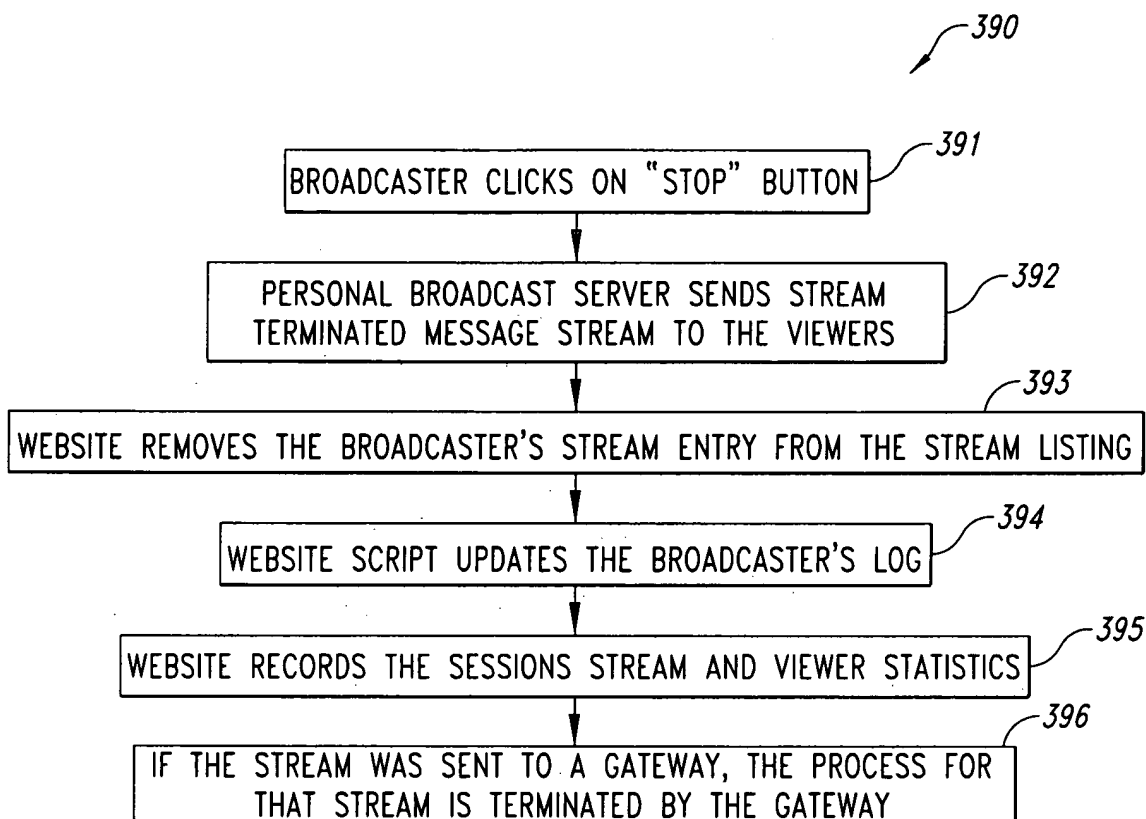 390
391
BROADCASTER CLICKS ON “STOP” BUTTON
392
PERSONAL BROADCAST SERVER SENDS STREAM
TERMINATED MESSAGE STREAM TO THE VIEWERS
393
WEBSITE REMOVES THE BROADCASTER'S STREAM ENTRY FROM THE STREAM LISTING
394
WEBSITE SCRIPT UPDATES THE BROADCASTER'S LOG
395
WEBSITE RECORDS THE SESSIONS STREAM AND VIEWER STATISTICS
396
IF THE STREAM WAS SENT TO A GATEWAY, THE PROCESS FOR
THAT STREAM IS TERMINATED BY THE GATEWAY